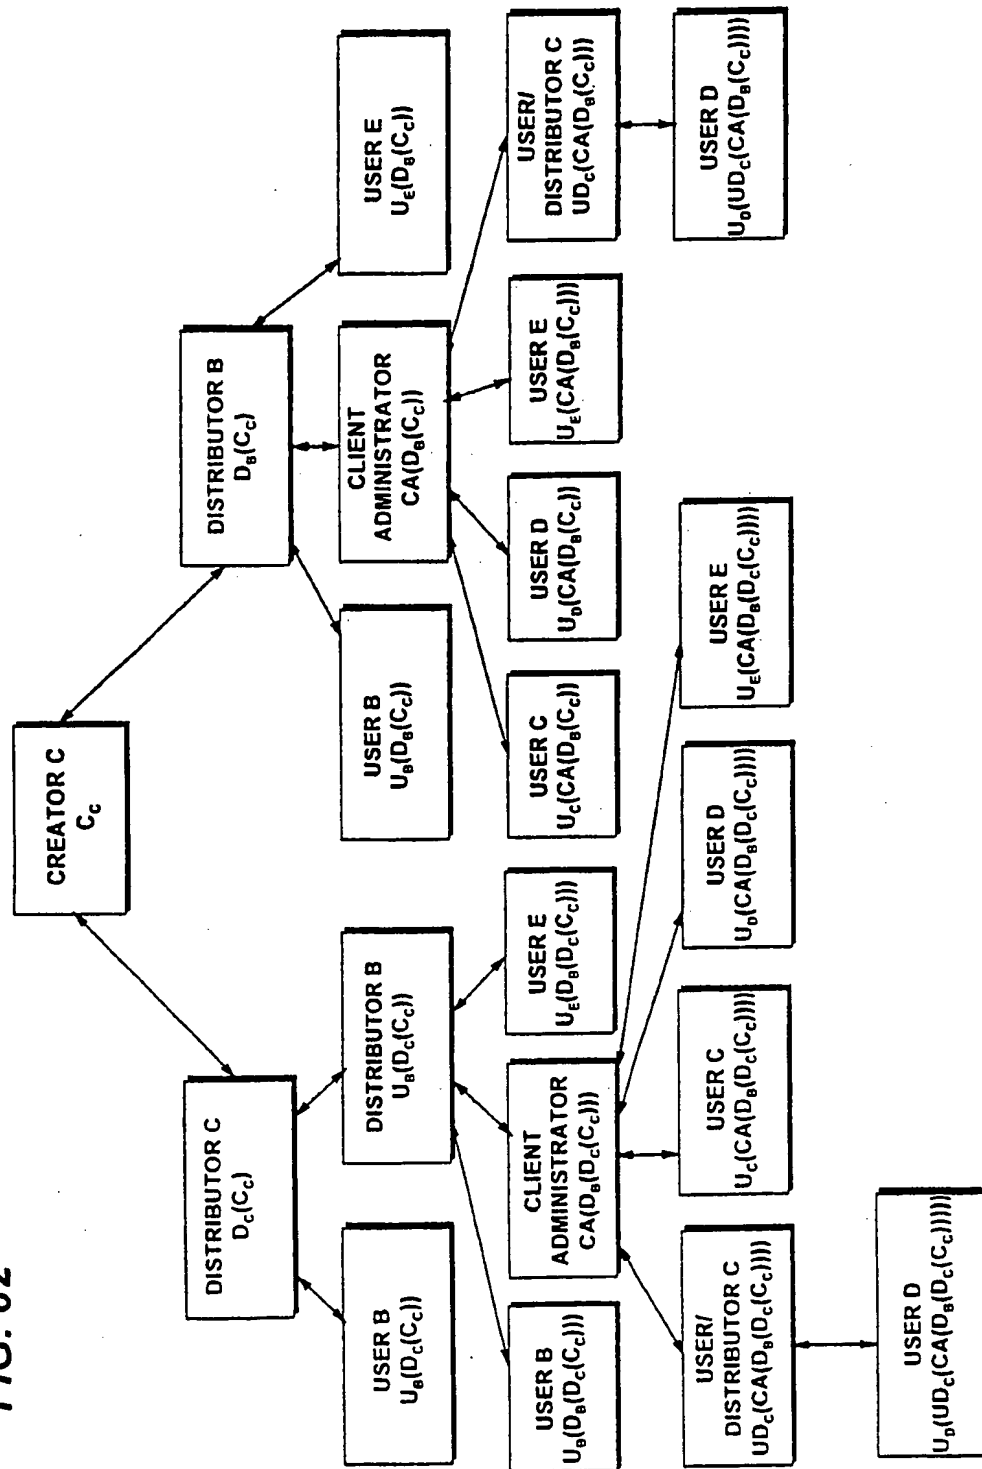 FIG. 82
CREATOR C
C_C
DISTRIBUTOR C
D_C(C_C)
DISTRIBUTOR B
D_B(C_C)
USER B
U_B(D_C(C_C))
DISTRIBUTOR B
U_B(D_C(C_C))
USER B
U_B(D_B(C_C))
CLIENT
ADMINISTRATOR
CA(D_B(C_C))
USER E
U_E(D_B(C_C))
USER B
U_B(D_B(D_C(C_C)))
CLIENT
ADMINISTRATOR
CA(D_B(D_C(C_C)))
USER E
U_E(D_B(D_C(C_C)))
USER C
U_C(CA(D_B(C_C))
USER D
U_D(CA(D_B(C_C))
USER E
U_E(CA(D_B(C_C)))
USER/
DISTRIBUTOR C
UD_C(CA(D_B(C_C)))
USER/
DISTRIBUTOR C
UD_C(CA(D_B(D_C(C_C))))
USER C
U_C(CA(D_B(D_C(C_C))))
USER D
U_D(CA(D_B(D_C(C_C))))
USER E
U_E(CA(D_B(D_C(C_C))))
USER D
U_D(UD_C(CA(D_B(C_C))))
USER D
U_D(UD_C(CA(D_B(D_C(C_C)))))